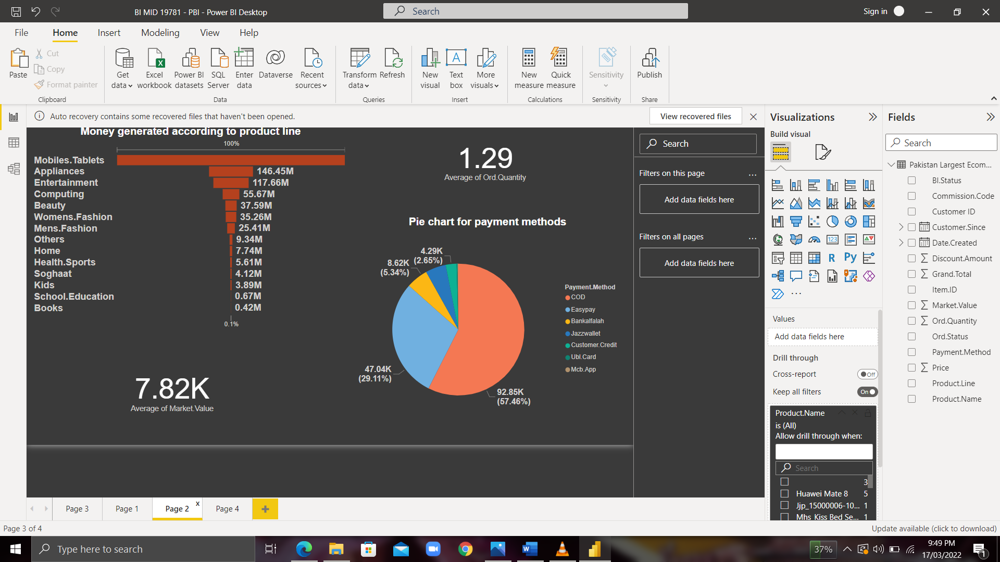 BI MID 19781 - PBI - Power BI Desktop
Search
Sign in
File
Home
Insert
Modeling
View
Help
Paste
Cut
Copy
Format painter
Clipboard
Get data
Excel workbook
Power BI datasets
SQL Server
Enter data
Dataverse
Recent sources
Data
Transform data
Refresh
Queries
New visual
Text box
More visuals
Insert
New measure
Quick measure
Calculations
Sensitivity
Sensitivity
Publish
Share
Auto recovery contains some recovered files that haven't been opened.
View recovered files
Money generated according to product line
100%
Mobiles.Tablets
Appliances 146.45M
Entertainment 117.66M
Computing 55.67M
Beauty 37.59M
Womens.Fashion 35.26M
Mens.Fashion 25.41M
Others 9.34M
Home 7.74M
Health.Sports 5.61M
Soghaat 4.12M
Kids 3.89M
School.Education 0.67M
Books 0.42M
0.1%
7.82K
Average of Market.Value
1.29
Average of Ord.Quantity
Pie chart for payment methods
4.29K
(2.65%)
8.62K
(5.34%)
47.04K
(29.11%)
92.85K
(57.46%)
Payment.Method
COD
Easypay
Bankalfalah
Jazzwallet
Customer.Credit
Ubl.Card
Mcb.App
Search
Filters on this page ...
Add data fields here
Filters on all pages ...
Add data fields here
Visualizations
Build visual
123
R
Py
...
Values
Add data fields here
Drill through
Cross-report
Off
Keep all filters
On
Product.Name
is (All)
Allow drill through when:
Search
3
Huawei Mate 8 5
Jjp_15000006-10... 1
Mhs Kiss Bed Se... 1
Fields
Search
Pakistan Largest Ecom...
BI.Status
Commission.Code
Customer ID
Customer.Since
Date.Created
Discount.Amount
Grand.Total
Item.ID
Market.Value
Ord.Quantity
Ord.Status
Payment.Method
Price
Product.Line
Product.Name
Page 3
Page 1
Page 2
x
Page 4
+
Page 3 of 4
Update available (click to download)
Type here to search
37%
9:49 PM
17/03/2022
1